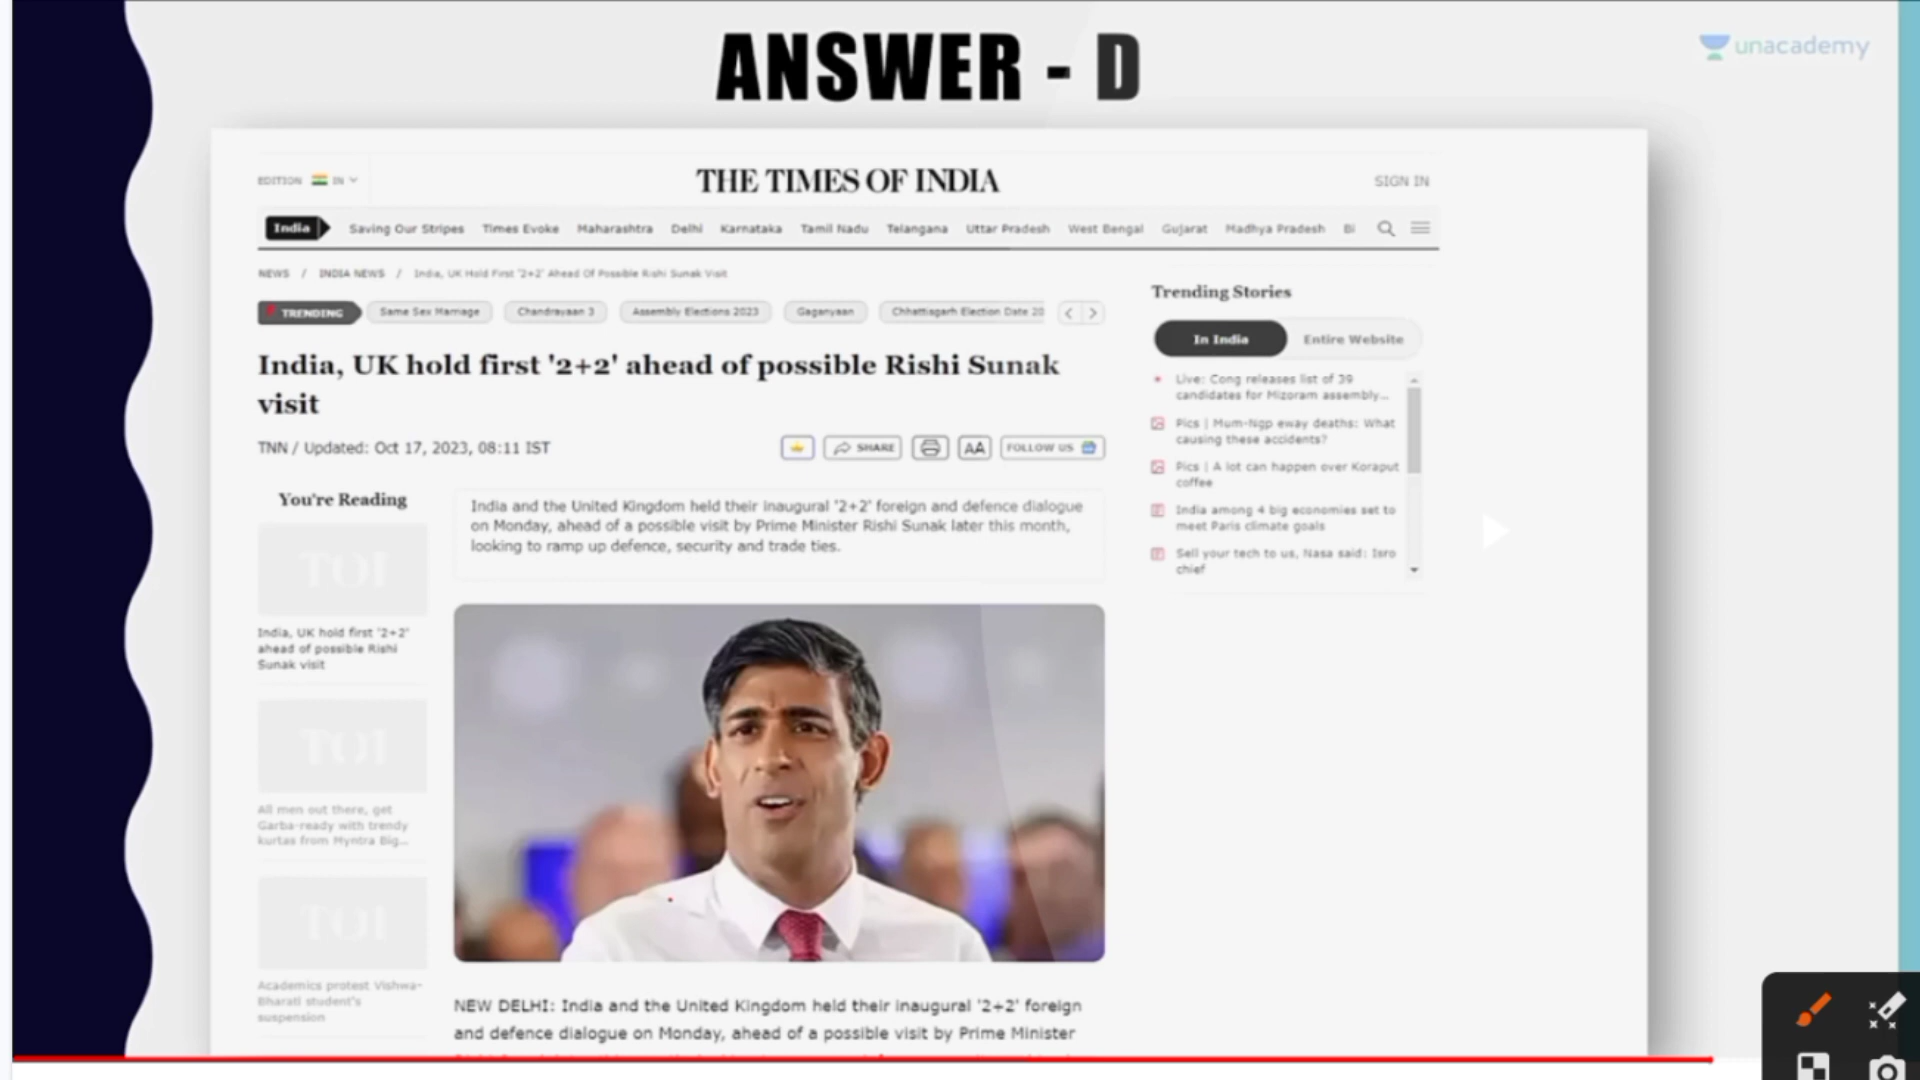 ANSWER - D
unacademy
EDITION IN
THE TIMES OF INDIA
SIGN IN
India Saving Our Stripes Times Evoke Maharashtra Delhi Karnataka Tamil Nadu Telangana Uttar Pradesh West Bengal Gujarat Madhya Pradesh Bi
NEWS / INDIA NEWS / India, UK Hold First '2+2' Ahead Of Possible Rishi Sunak Visit
TRENDING Same Sex Marriage Chandrayaan 3 Assembly Elections 2023 Gaganyaan Chhattisgarh Election Date 20
India, UK hold first '2+2' ahead of possible Rishi Sunak
visit
TNN / Updated: Oct 17, 2023, 08:11 IST
SHARE AA FOLLOW US
You're Reading
TOI
India, UK hold first '2+2'
ahead of possible Rishi
Sunak visit
TOI
All men out there, get
Garba-ready with trendy
kurtas from Myntra Big...
TOI
Academics protest Vishwa-
Bharati student's
suspension
India and the United Kingdom held their inaugural '2+2' foreign and defence dialogue
on Monday, ahead of a possible visit by Prime Minister Rishi Sunak later this month,
looking to ramp up defence, security and trade ties.
NEW DELHI: India and the United Kingdom held their inaugural '2+2' foreign
and defence dialogue on Monday, ahead of a possible visit by Prime Minister
Trending Stories
In India Entire Website
Live: Cong releases list of 39
candidates for Mizoram assembly...
Pics | Mum-Ngp eway deaths: What
causing these accidents?
Pics | A lot can happen over Koraput
coffee
India among 4 big economies set to
meet Paris climate goals
Sell your tech to us, Nasa said: Isro
chief